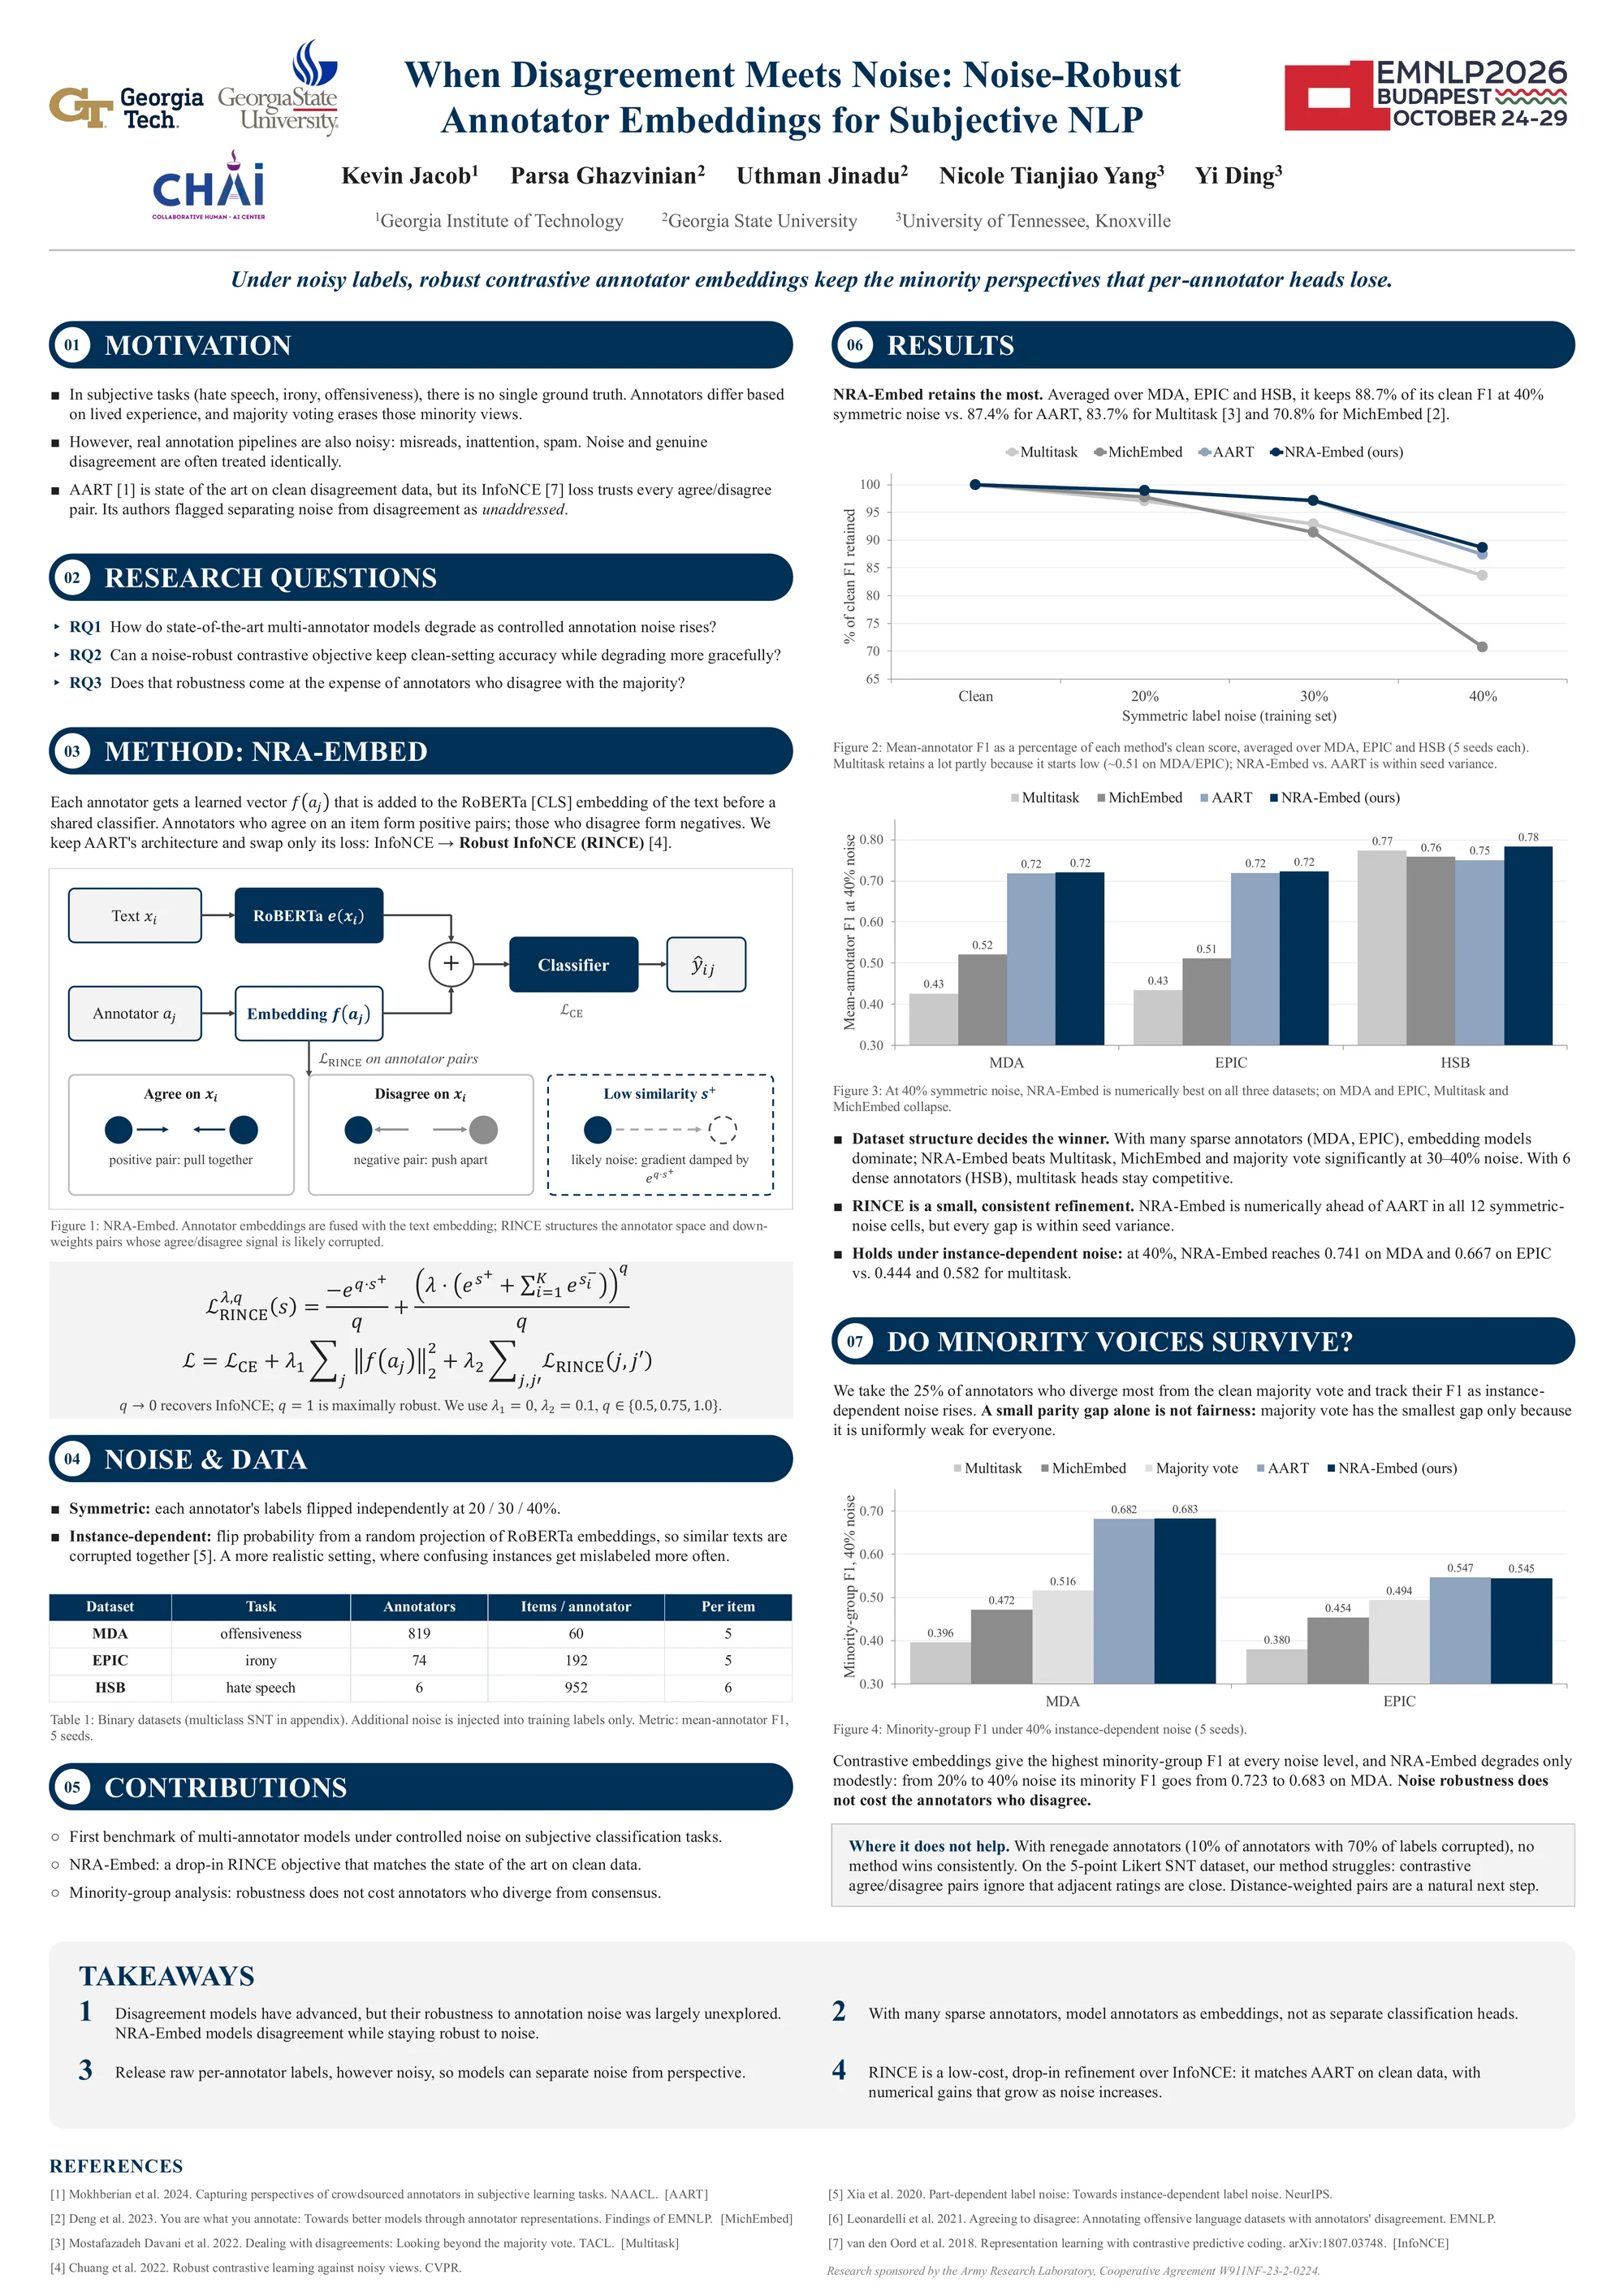 Georgia Tech.
GeorgiaState University
CHAI
COLLABORATIVE HUMAN - AI CENTER
When Disagreement Meets Noise: Noise-Robust
Annotator Embeddings for Subjective NLP
EMNLP2026
BUDAPEST
OCTOBER 24-29
Kevin Jacob¹ Parsa Ghazvinian² Uthman Jinadu² Nicole Tianjiao Yang³ Yi Ding³
¹Georgia Institute of Technology ²Georgia State University ³University of Tennessee, Knoxville
Under noisy labels, robust contrastive annotator embeddings keep the minority perspectives that per-annotator heads lose.
01 MOTIVATION
■ In subjective tasks (hate speech, irony, offensiveness), there is no single ground truth. Annotators differ based
on lived experience, and majority voting erases those minority views.
■ However, real annotation pipelines are also noisy: misreads, inattention, spam. Noise and genuine
disagreement are often treated identically.
■ AART [1] is state of the art on clean disagreement data, but its InfoNCE [7] loss trusts every agree/disagree
pair. Its authors flagged separating noise from disagreement as unaddressed.
02 RESEARCH QUESTIONS
‣ RQ1 How do state-of-the-art multi-annotator models degrade as controlled annotation noise rises?
‣ RQ2 Can a noise-robust contrastive objective keep clean-setting accuracy while degrading more gracefully?
‣ RQ3 Does that robustness come at the expense of annotators who disagree with the majority?
03 METHOD: NRA-EMBED
Each annotator gets a learned vector f(aⱼ) that is added to the RoBERTa [CLS] embedding of the text before a
shared classifier. Annotators who agree on an item form positive pairs; those who disagree form negatives. We
keep AART's architecture and swap only its loss: InfoNCE → Robust InfoNCE (RINCE) [4].
Text xᵢ
RoBERTa e(xᵢ)
+
Classifier
ŷᵢⱼ
Annotator aⱼ
Embedding f(aⱼ)
ℒ_CE
ℒ_RINCE on annotator pairs
Agree on xᵢ
positive pair: pull together
Disagree on xᵢ
negative pair: push apart
Low similarity s⁺
likely noise: gradient damped by
e^{q·s⁺}
Figure 1: NRA-Embed. Annotator embeddings are fused with the text embedding; RINCE structures the annotator space and down-
weights pairs whose agree/disagree signal is likely corrupted.
ℒ_RINCE^{λ,q}(s) = −e^{q·s⁺}/q + (λ · (e^{s⁺} + ∑_{i=1}^{K} e^{sᵢ⁻}))^q/q
ℒ = ℒ_CE + λ₁ ∑_j ‖f(aⱼ)‖₂² + λ₂ ∑_{j,j′} ℒ_RINCE(j, j′)
q → 0 recovers InfoNCE; q = 1 is maximally robust. We use λ₁ = 0, λ₂ = 0.1, q ∈ {0.5, 0.75, 1.0}.
04 NOISE & DATA
■ Symmetric: each annotator's labels flipped independently at 20 / 30 / 40%.
■ Instance-dependent: flip probability from a random projection of RoBERTa embeddings, so similar texts are
corrupted together [5]. A more realistic setting, where confusing instances get mislabeled more often.
Dataset Task Annotators Items / annotator Per item
MDA offensiveness 819 60 5
EPIC irony 74 192 5
HSB hate speech 6 952 6
Table 1: Binary datasets (multiclass SNT in appendix). Additional noise is injected into training labels only. Metric: mean-annotator F1,
5 seeds.
05 CONTRIBUTIONS
○ First benchmark of multi-annotator models under controlled noise on subjective classification tasks.
○ NRA-Embed: a drop-in RINCE objective that matches the state of the art on clean data.
○ Minority-group analysis: robustness does not cost annotators who diverge from consensus.
06 RESULTS
NRA-Embed retains the most. Averaged over MDA, EPIC and HSB, it keeps 88.7% of its clean F1 at 40%
symmetric noise vs. 87.4% for AART, 83.7% for Multitask [3] and 70.8% for MichEmbed [2].
Multitask MichEmbed AART NRA-Embed (ours)
% of clean F1 retained
100
95
90
85
80
75
70
65
Clean 20% 30% 40%
Symmetric label noise (training set)
Figure 2: Mean-annotator F1 as a percentage of each method's clean score, averaged over MDA, EPIC and HSB (5 seeds each).
Multitask retains a lot partly because it starts low (~0.51 on MDA/EPIC); NRA-Embed vs. AART is within seed variance.
Multitask MichEmbed AART NRA-Embed (ours)
Mean-annotator F1 at 40% noise
0.80
0.70
0.60
0.50
0.40
0.30
0.43 0.52 0.72 0.72
0.43 0.51 0.72 0.72
0.77 0.76 0.75 0.78
MDA EPIC HSB
Figure 3: At 40% symmetric noise, NRA-Embed is numerically best on all three datasets; on MDA and EPIC, Multitask and
MichEmbed collapse.
■ Dataset structure decides the winner. With many sparse annotators (MDA, EPIC), embedding models
dominate; NRA-Embed beats Multitask, MichEmbed and majority vote significantly at 30–40% noise. With 6
dense annotators (HSB), multitask heads stay competitive.
■ RINCE is a small, consistent refinement. NRA-Embed is numerically ahead of AART in all 12 symmetric-
noise cells, but every gap is within seed variance.
■ Holds under instance-dependent noise: at 40%, NRA-Embed reaches 0.741 on MDA and 0.667 on EPIC
vs. 0.444 and 0.582 for multitask.
07 DO MINORITY VOICES SURVIVE?
We take the 25% of annotators who diverge most from the clean majority vote and track their F1 as instance-
dependent noise rises. A small parity gap alone is not fairness: majority vote has the smallest gap only because
it is uniformly weak for everyone.
Multitask MichEmbed Majority vote AART NRA-Embed (ours)
Minority-group F1, 40% noise
0.70
0.60
0.50
0.40
0.30
0.396 0.472 0.516 0.682 0.683
0.380 0.454 0.494 0.547 0.545
MDA EPIC
Figure 4: Minority-group F1 under 40% instance-dependent noise (5 seeds).
Contrastive embeddings give the highest minority-group F1 at every noise level, and NRA-Embed degrades only
modestly: from 20% to 40% noise its minority F1 goes from 0.723 to 0.683 on MDA. Noise robustness does
not cost the annotators who disagree.
Where it does not help. With renegade annotators (10% of annotators with 70% of labels corrupted), no
method wins consistently. On the 5-point Likert SNT dataset, our method struggles: contrastive
agree/disagree pairs ignore that adjacent ratings are close. Distance-weighted pairs are a natural next step.
TAKEAWAYS
1 Disagreement models have advanced, but their robustness to annotation noise was largely unexplored.
NRA-Embed models disagreement while staying robust to noise.
2 With many sparse annotators, model annotators as embeddings, not as separate classification heads.
3 Release raw per-annotator labels, however noisy, so models can separate noise from perspective.
4 RINCE is a low-cost, drop-in refinement over InfoNCE: it matches AART on clean data, with
numerical gains that grow as noise increases.
REFERENCES
[1] Mokhberian et al. 2024. Capturing perspectives of crowdsourced annotators in subjective learning tasks. NAACL. [AART]
[2] Deng et al. 2023. You are what you annotate: Towards better models through annotator representations. Findings of EMNLP. [MichEmbed]
[3] Mostafazadeh Davani et al. 2022. Dealing with disagreements: Looking beyond the majority vote. TACL. [Multitask]
[4] Chuang et al. 2022. Robust contrastive learning against noisy views. CVPR.
[5] Xia et al. 2020. Part-dependent label noise: Towards instance-dependent label noise. NeurIPS.
[6] Leonardelli et al. 2021. Agreeing to disagree: Annotating offensive language datasets with annotators' disagreement. EMNLP.
[7] van den Oord et al. 2018. Representation learning with contrastive predictive coding. arXiv:1807.03748. [InfoNCE]
Research sponsored by the Army Research Laboratory, Cooperative Agreement W911NF-23-2-0224.